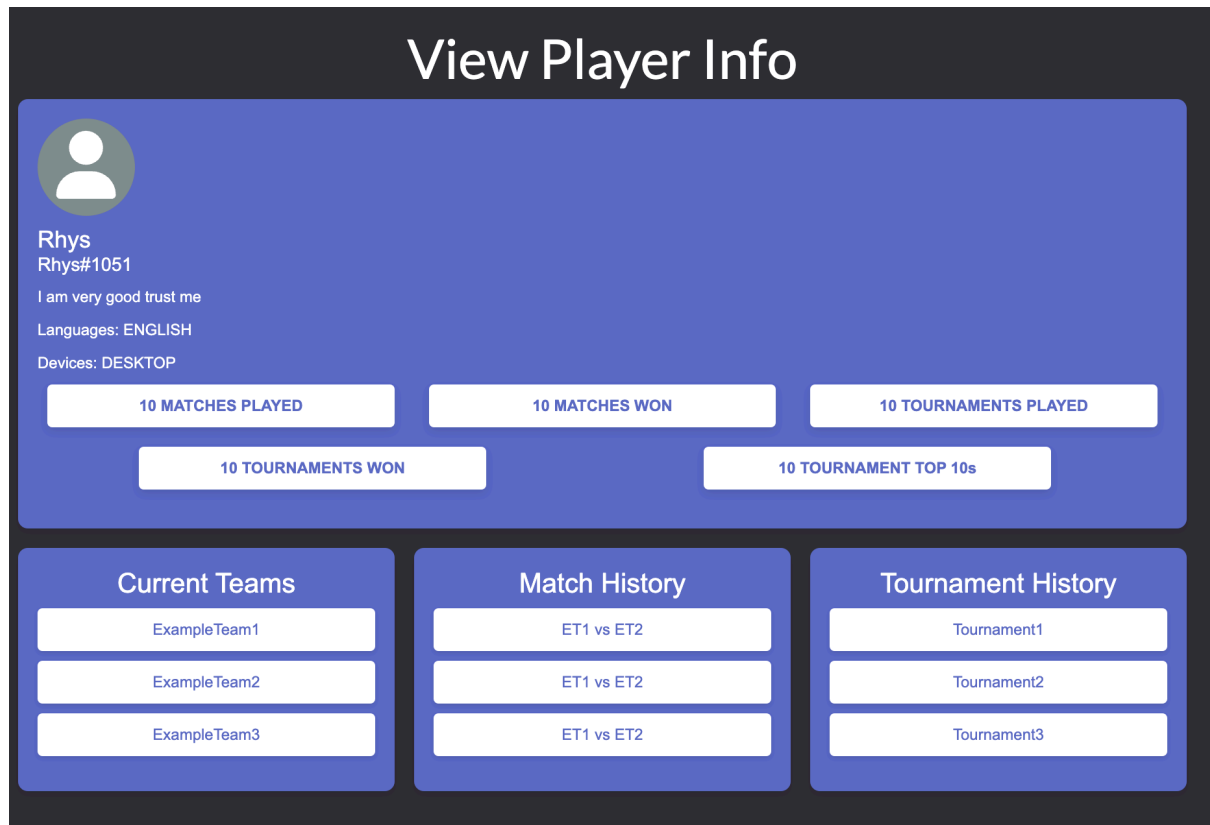 View Player Info
Rhys
Rhys#1051
I am very good trust me
Languages: ENGLISH
Devices: DESKTOP
10 MATCHES PLAYED
10 MATCHES WON
10 TOURNAMENTS PLAYED
10 TOURNAMENTS WON
10 TOURNAMENT TOP 10s
Current Teams
ExampleTeam1
ExampleTeam2
ExampleTeam3
Match History
ET1 vs ET2
ET1 vs ET2
ET1 vs ET2
Tournament History
Tournament1
Tournament2
Tournament3